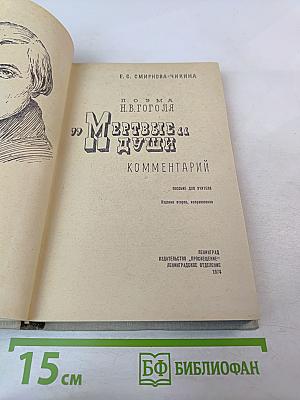 Е. С. СМИРНОВА-ЧИКИНА
ПОЭМА
Н.В.ГОГОЛЯ
„МЕРТВЫЕ“
ДУШИ
КОММЕНТАРИЙ
ПОСОБИЕ ДЛЯ УЧИТЕЛЯ
Издание второе, исправленное
ЛЕНИНГРАД
ИЗДАТЕЛЬСТВО „ПРОСВЕЩЕНИЕ“
ЛЕНИНГРАДСКОЕ ОТДЕЛЕНИЕ
1974
15 см
БФ БИБЛИОФАН